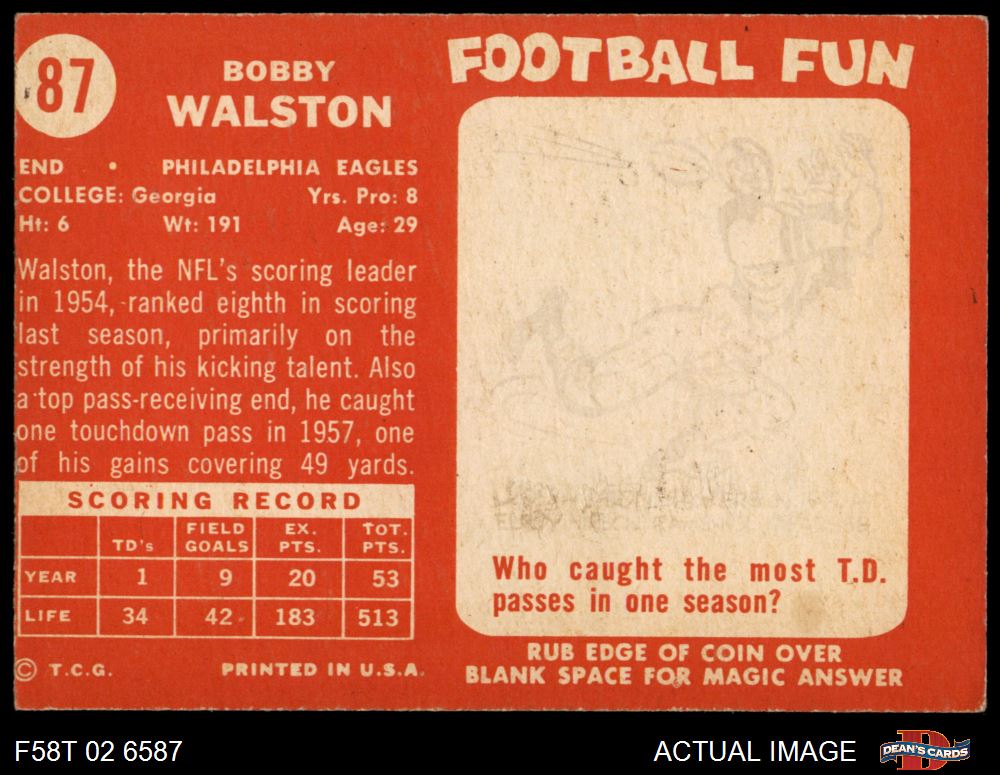 87
BOBBY
WALSTON
END • PHILADELPHIA EAGLES
COLLEGE: Georgia Yrs. Pro: 8
Ht: 6 Wt: 191 Age: 29
Walston, the NFL's scoring leader
in 1954, ranked eighth in scoring
last season, primarily on the
strength of his kicking talent. Also
a top pass-receiving end, he caught
one touchdown pass in 1957, one
of his gains covering 49 yards.
SCORING RECORD
TD's FIELD GOALS EX. PTS. TOT. PTS.
YEAR 1 9 20 53
LIFE 34 42 183 513
© T.C.G. PRINTED IN U.S.A.
FOOTBALL FUN
Who caught the most T.D.
passes in one season?
RUB EDGE OF COIN OVER
BLANK SPACE FOR MAGIC ANSWER
F58T 02 6587
ACTUAL IMAGE
D
DEAN'S CARDS